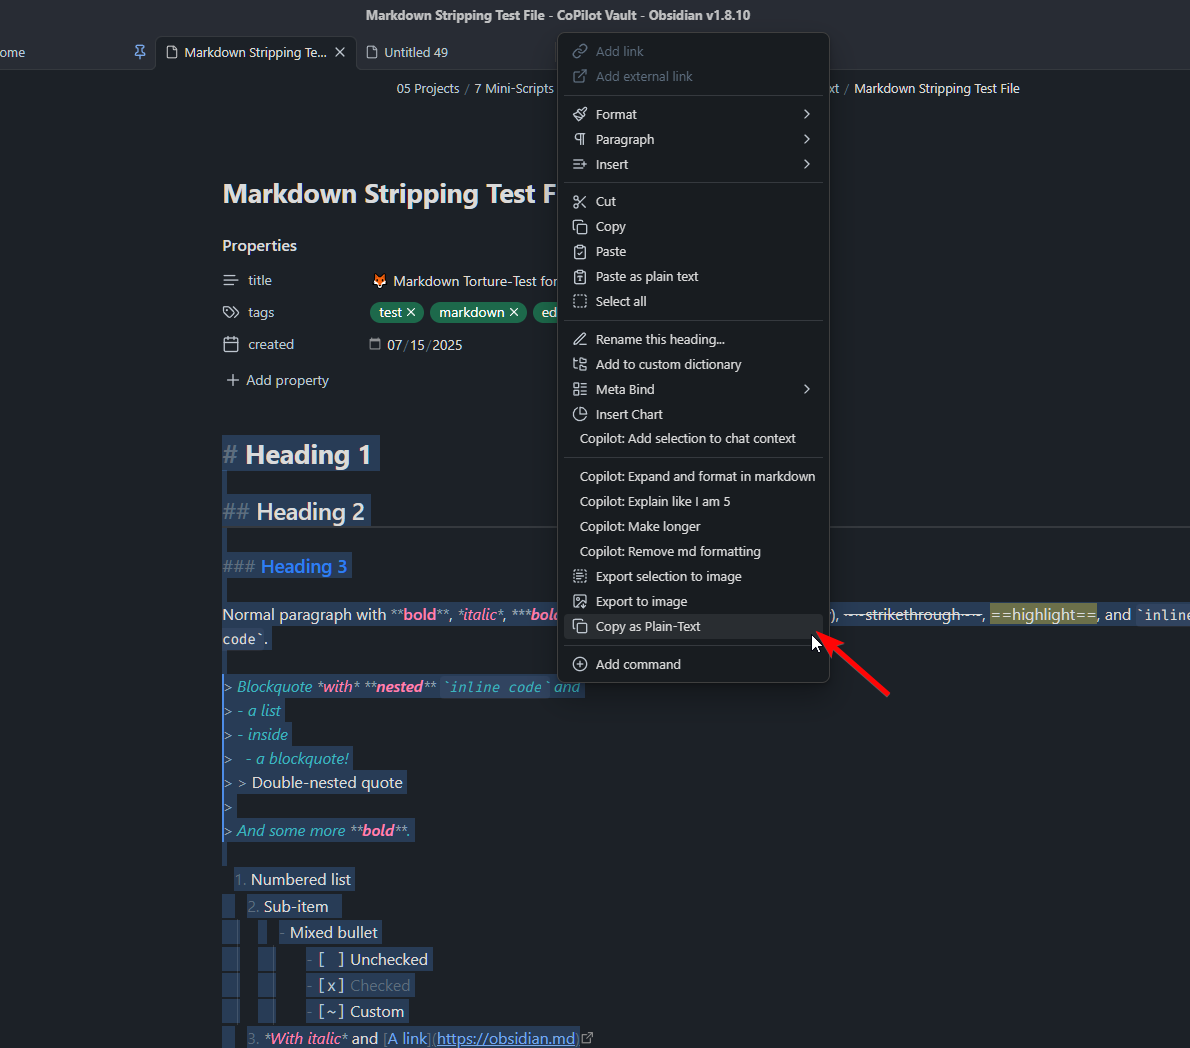 Markdown Stripping Test File - CoPilot Vault - Obsidian v1.8.10
ome
Markdown Stripping Te...
Untitled 49
05 Projects / 7 Mini-Scripts
xt / Markdown Stripping Test File
Markdown Stripping Test F
Properties
title
Markdown Torture-Test for
tags
test × markdown × ed
created
07/15/2025
+ Add property
# Heading 1
## Heading 2
### Heading 3
Normal paragraph with **bold**, *italic*, ***bold
), ~~strikethrough~~, ==highlight==, and `inline
code`.
> Blockquote *with* **nested** `inline code` and
> - a list
> - inside
> - a blockquote!
> > Double-nested quote
>
> And some more **bold**.
1. Numbered list
2. Sub-item
- Mixed bullet
- [ ] Unchecked
- [x] Checked
- [~] Custom
3. *With italic* and [A link](https://obsidian.md)
Add link
Add external link
Format
Paragraph
Insert
Cut
Copy
Paste
Paste as plain text
Select all
Rename this heading...
Add to custom dictionary
Meta Bind
Insert Chart
Copilot: Add selection to chat context
Copilot: Expand and format in markdown
Copilot: Explain like I am 5
Copilot: Make longer
Copilot: Remove md formatting
Export selection to image
Export to image
Copy as Plain-Text
Add command